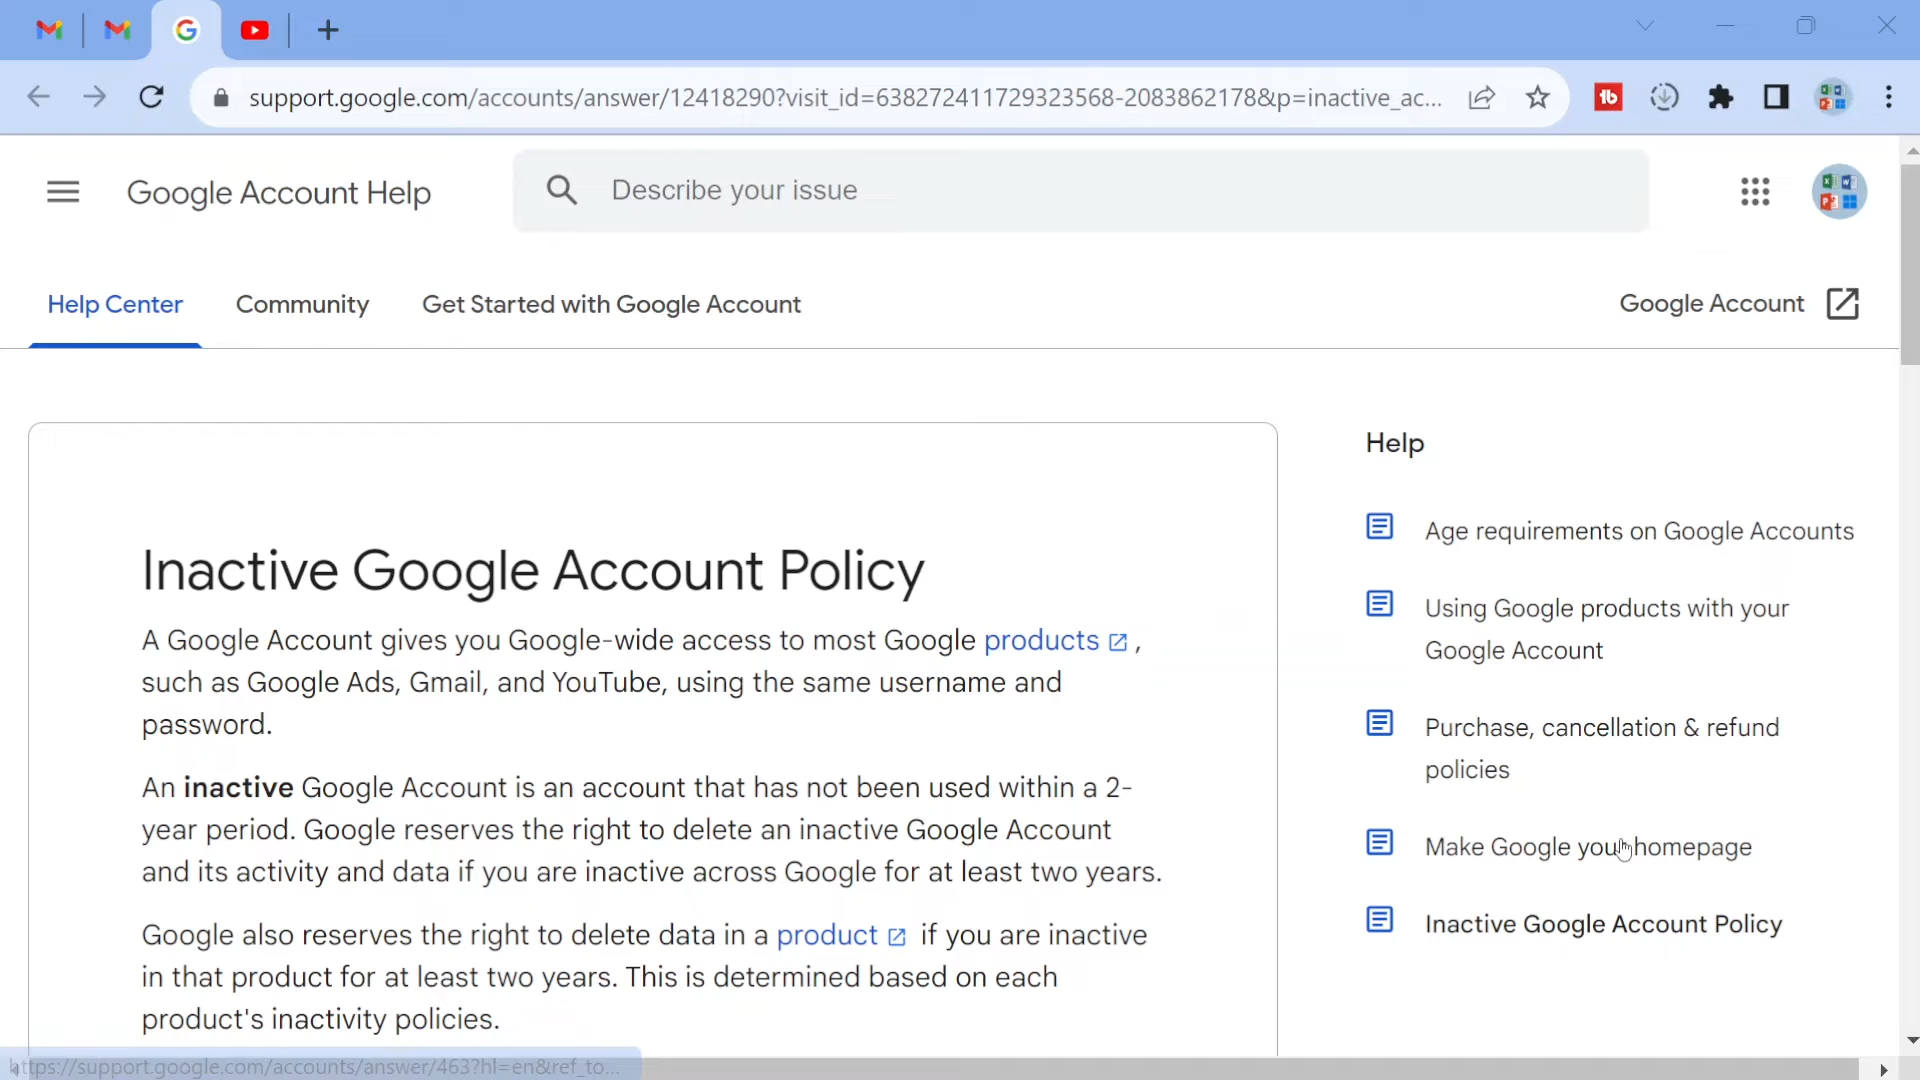 support.google.com/accounts/answer/12418290?visit_id=638272411729323568-2083862178&p=inactive_ac...
Google Account Help
Describe your issue
Help Center
Community
Get Started with Google Account
Google Account
Inactive Google Account Policy
A Google Account gives you Google-wide access to most Google products ,
such as Google Ads, Gmail, and YouTube, using the same username and
password.
An inactive Google Account is an account that has not been used within a 2-
year period. Google reserves the right to delete an inactive Google Account
and its activity and data if you are inactive across Google for at least two years.
Google also reserves the right to delete data in a product if you are inactive
in that product for at least two years. This is determined based on each
product's inactivity policies.
Help
Age requirements on Google Accounts
Using Google products with your
Google Account
Purchase, cancellation & refund
policies
Make Google your homepage
Inactive Google Account Policy
https://support.google.com/accounts/answer/463?hl=en&ref_to...